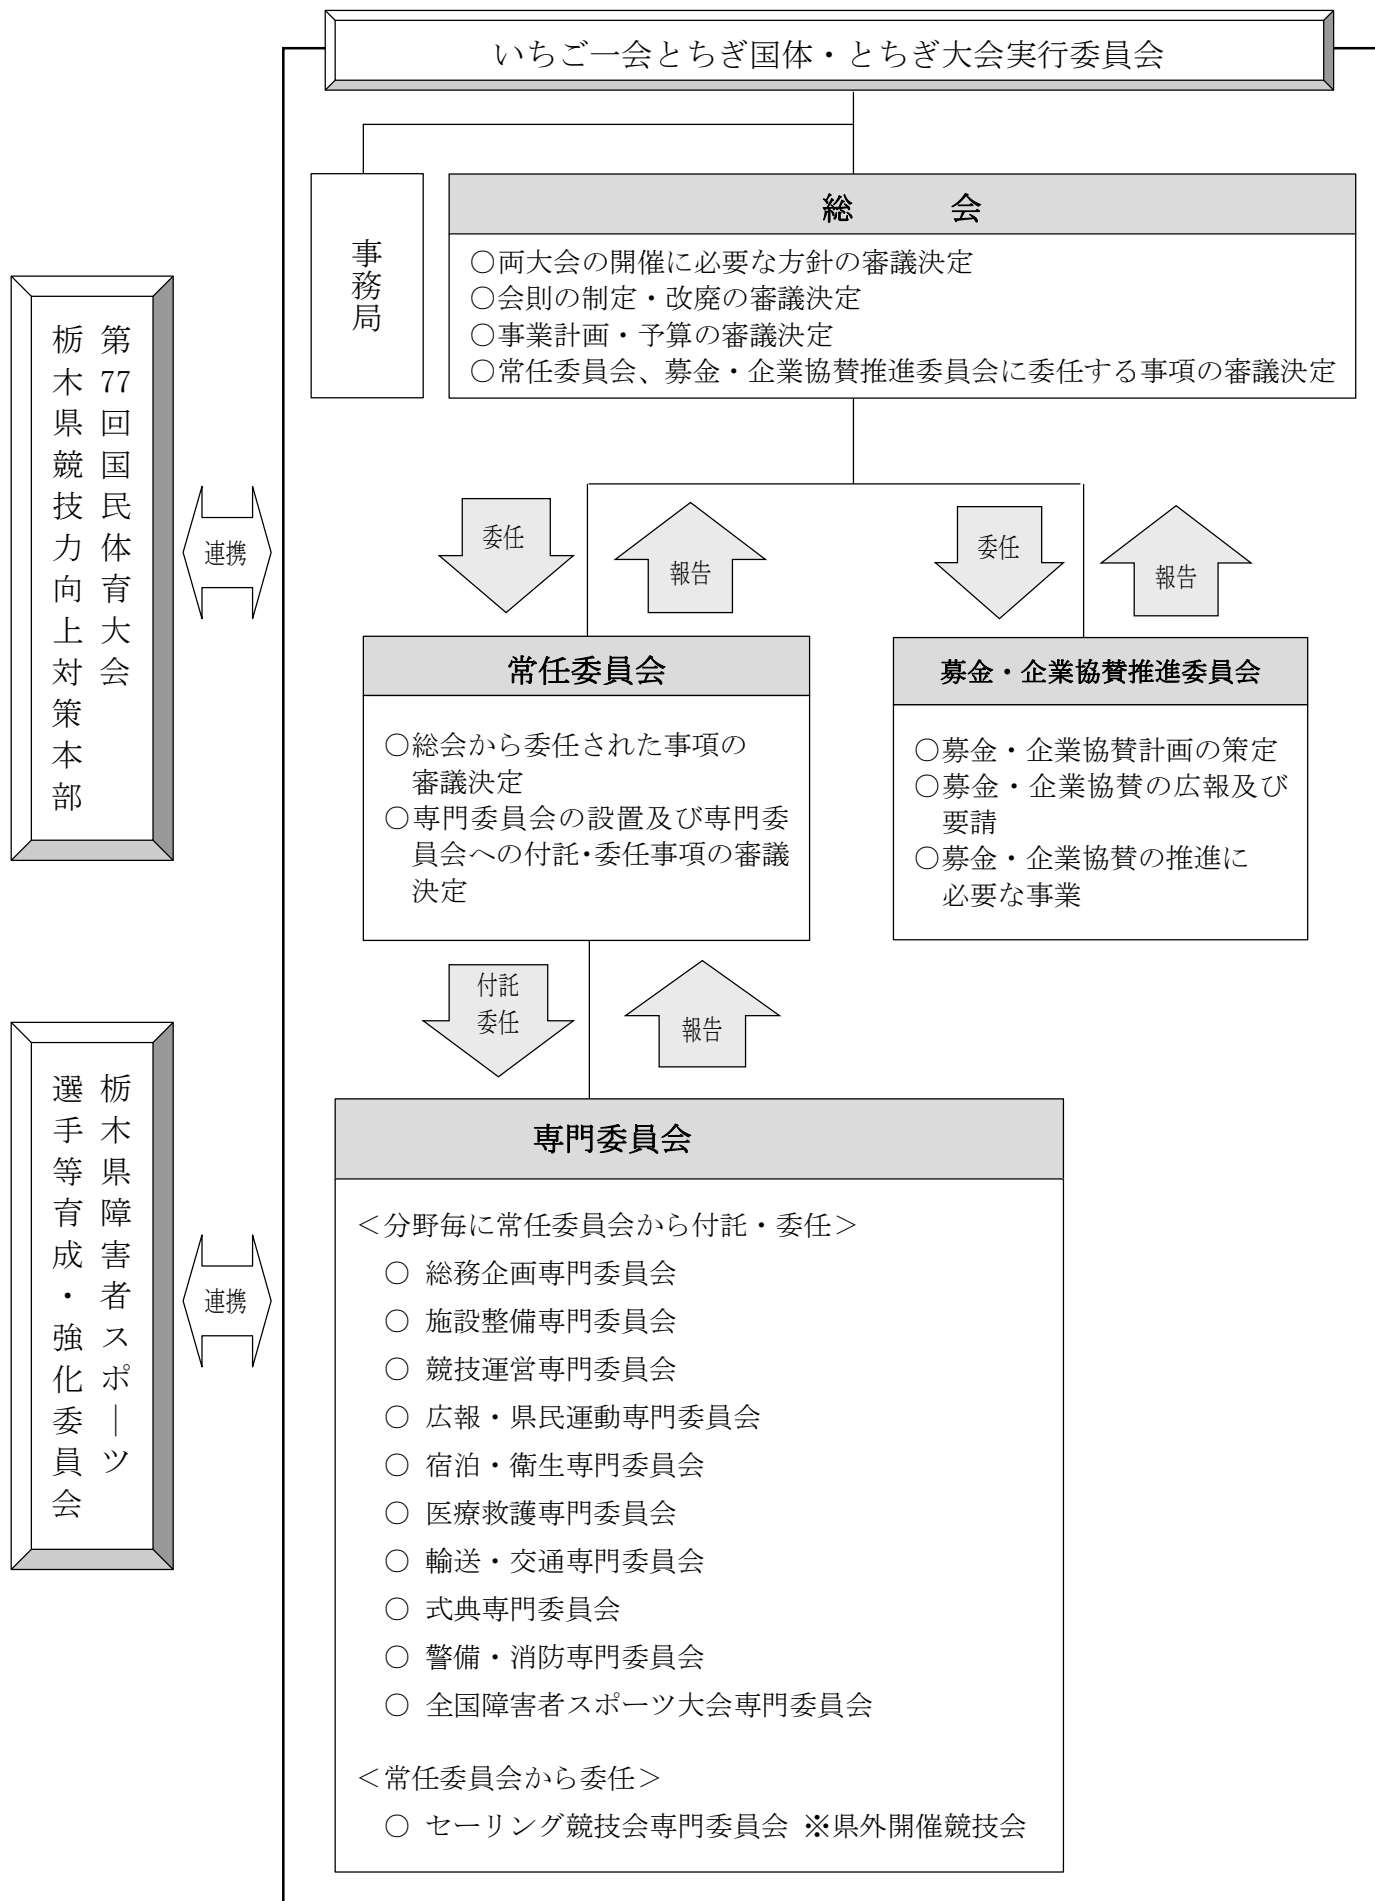 いちご一会とちぎ国体・とちぎ大会実行委員会
事務局
総　会
○両大会の開催に必要な方針の審議決定
○会則の制定・改廃の審議決定
○事業計画・予算の審議決定
○常任委員会、募金・企業協賛推進委員会に委任する事項の審議決定
第77回国民体育大会
栃木県競技力向上対策本部
連携
委任
報告
委任
報告
常任委員会
○総会から委任された事項の
審議決定
○専門委員会の設置及び専門委
員会への付託・委任事項の審議
決定
募金・企業協賛推進委員会
○募金・企業協賛計画の策定
○募金・企業協賛の広報及び
要請
○募金・企業協賛の推進に
必要な事業
付託
委任
報告
栃木県障害者スポーツ
選手等育成・強化委員会
連携
専門委員会
＜分野毎に常任委員会から付託・委任＞
○ 総務企画専門委員会
○ 施設整備専門委員会
○ 競技運営専門委員会
○ 広報・県民運動専門委員会
○ 宿泊・衛生専門委員会
○ 医療救護専門委員会
○ 輸送・交通専門委員会
○ 式典専門委員会
○ 警備・消防専門委員会
○ 全国障害者スポーツ大会専門委員会
＜常任委員会から委任＞
○ セーリング競技会専門委員会 ※県外開催競技会